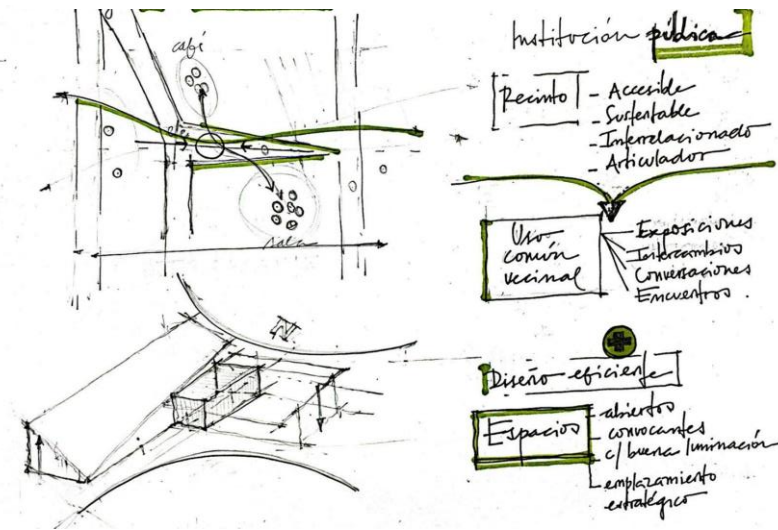 café
sala
Institución pública
Recinto
- Accesible
- Sustentable
- Interrelacionado
- Articulador
Uso
común
vecinal
Exposiciones
Intercambios
Conversaciones
Encuentros.
Diseño eficiente
Espacios
abiertos
convocantes
c/ buena iluminación
emplazamiento
estratégico